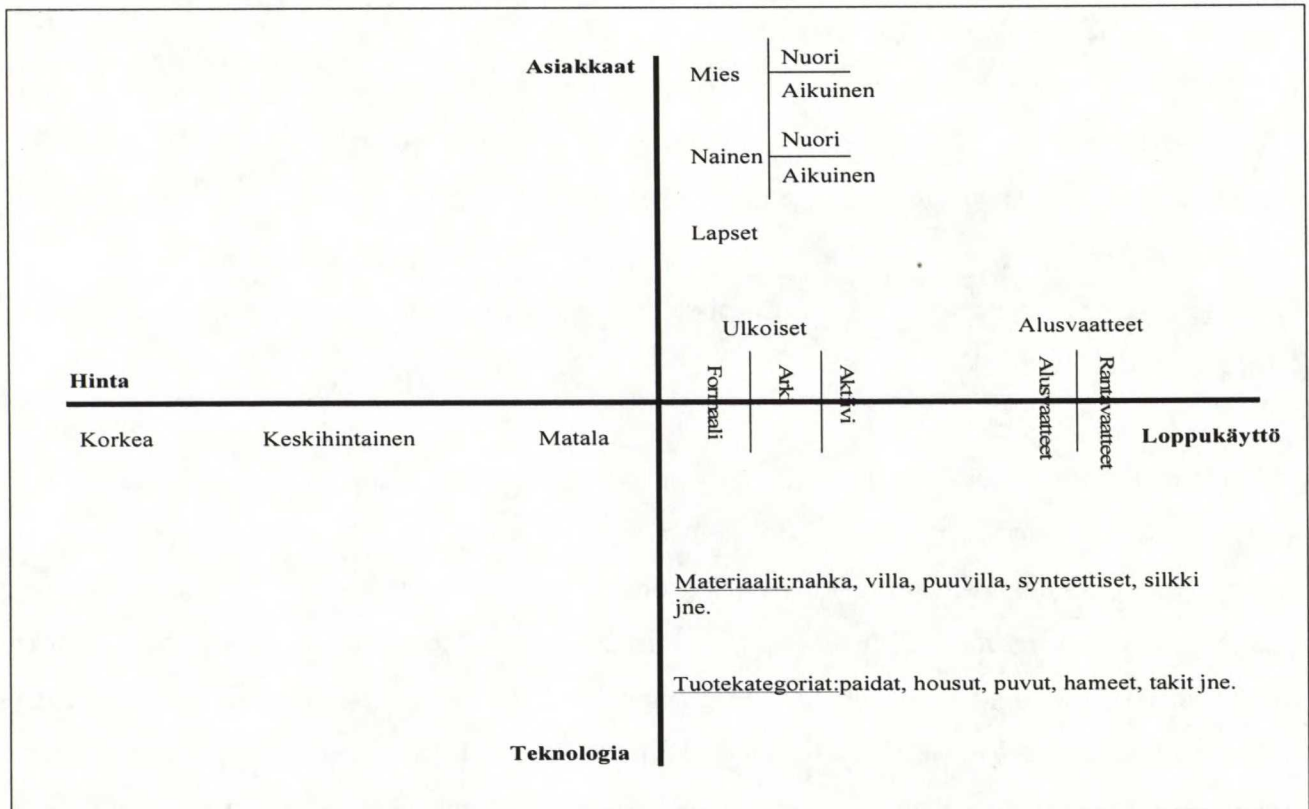 Asiakkaat
Mies
Nuori
Aikuinen
Nainen
Nuori
Aikuinen
Lapset
Ulkoiset
Alusvaatteet
Formaali
Arki
Aktiivi
Alusvaatteet
Rantavaatteet
Hinta
Korkea
Keskihintainen
Matala
Loppukäyttö
Materiaalit:nahka, villa, puuvilla, synteettiset, silkki
jne.
Tuotekategoriat:paidat, housut, puvut, hameet, takit jne.
Teknologia